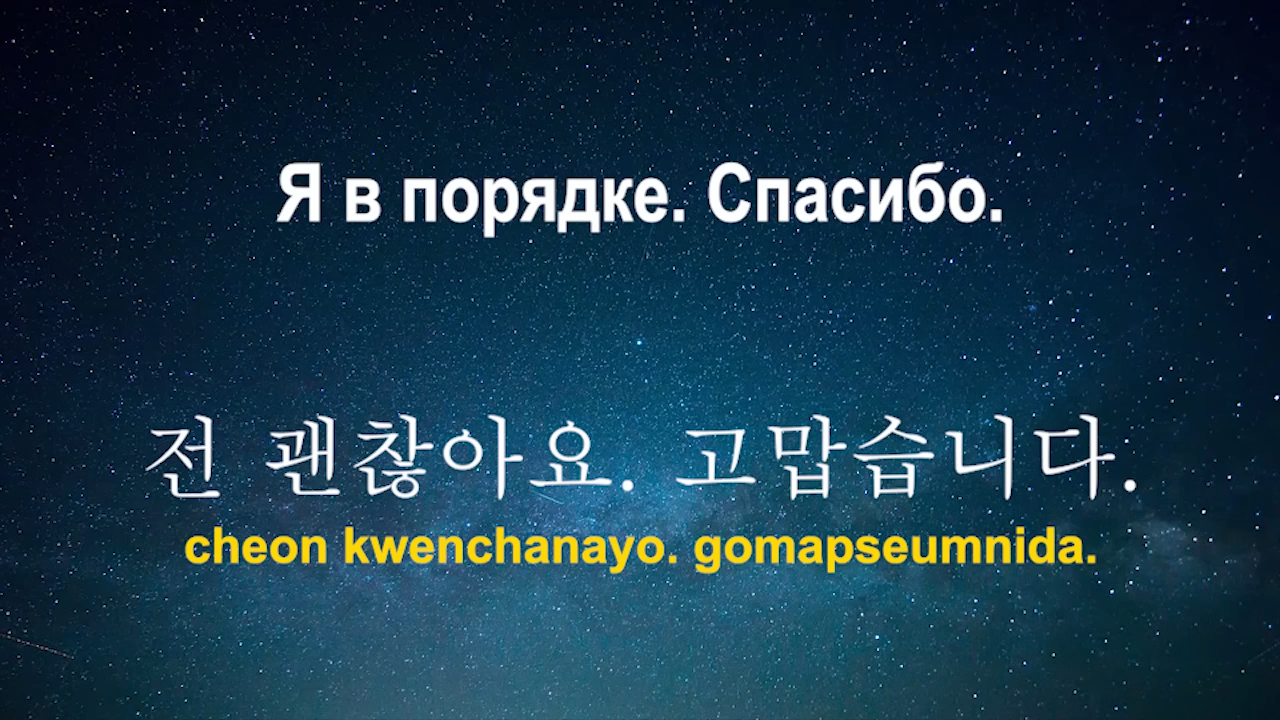 Я в порядке. Спасибо.
전 괜찮아요. 고맙습니다.
cheon kwenchanayo. gomapseumnida.